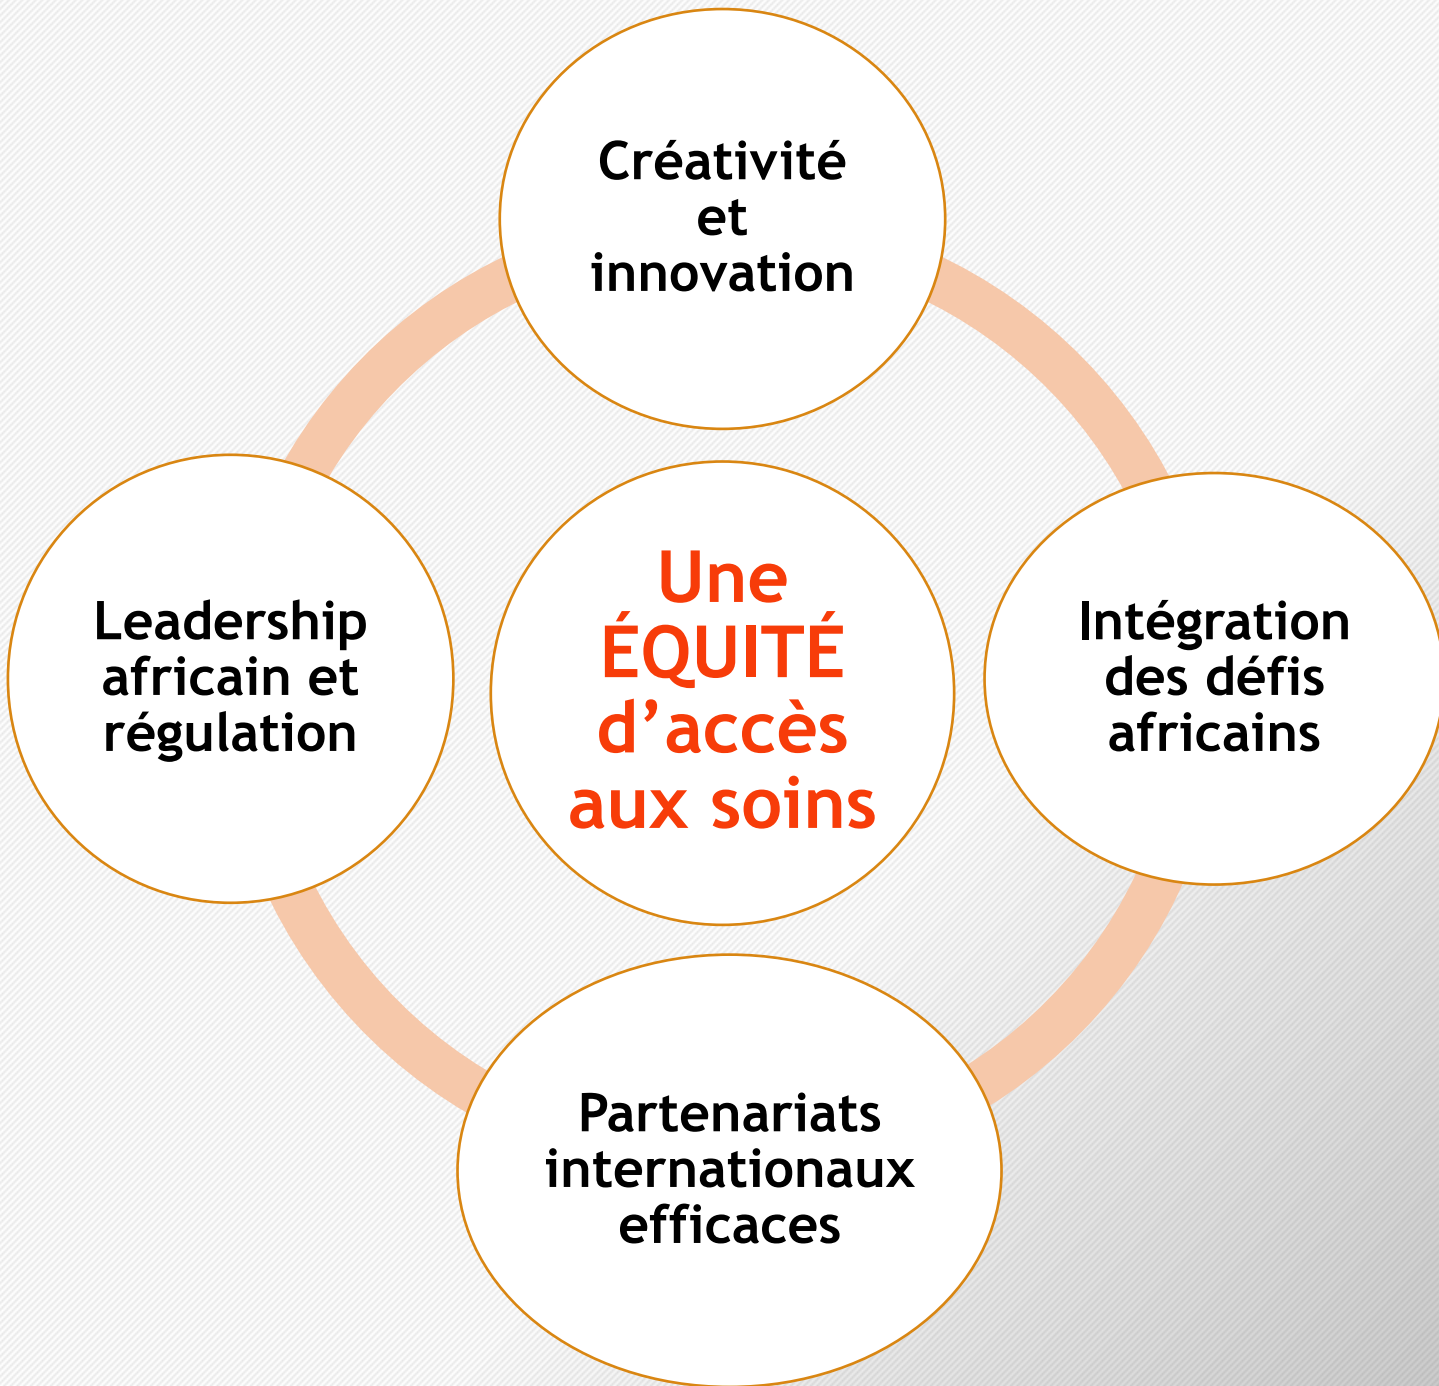 Créativité
et
innovation
Leadership
africain et
régulation
Une
ÉQUITÉ
d’accès
aux soins
Intégration
des défis
africains
Partenariats
internationaux
efficaces